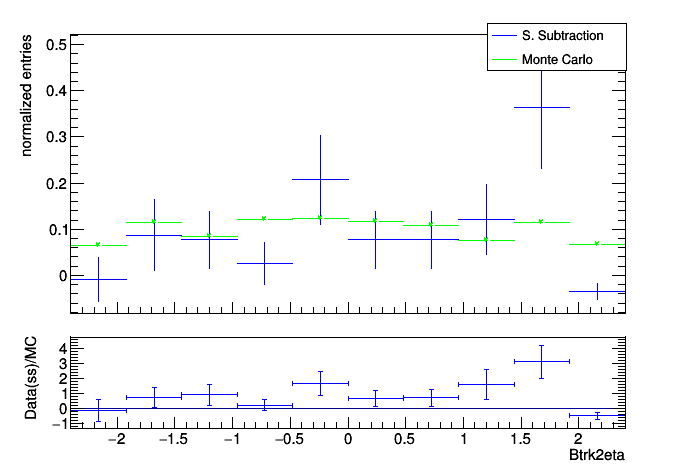 S. Subtraction
Monte Carlo
normalized entries
0.5
0.4
0.3
0.2
0.1
0
Data(ss)/MC
4
3
2
1
0
−1
−2 −1.5 −1 −0.5 0 0.5 1 1.5 2
Btrk2eta